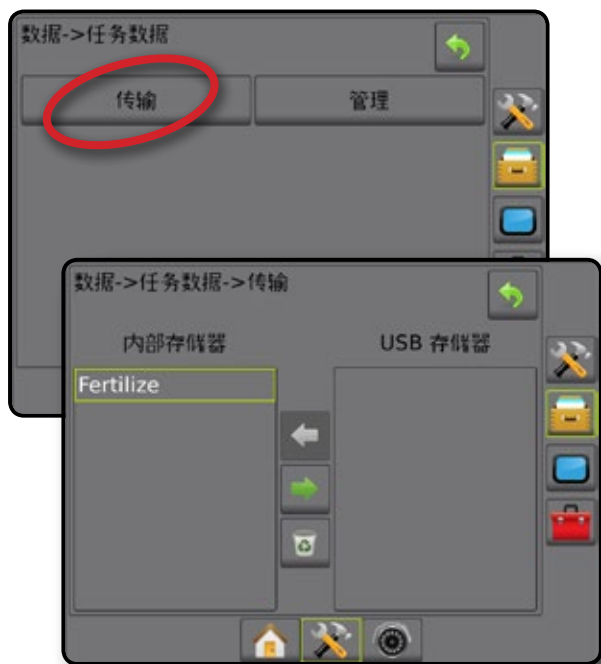 数据->任务数据
传输
管理
数据->任务数据->传输
内部存储器
USB 存储器
Fertilize